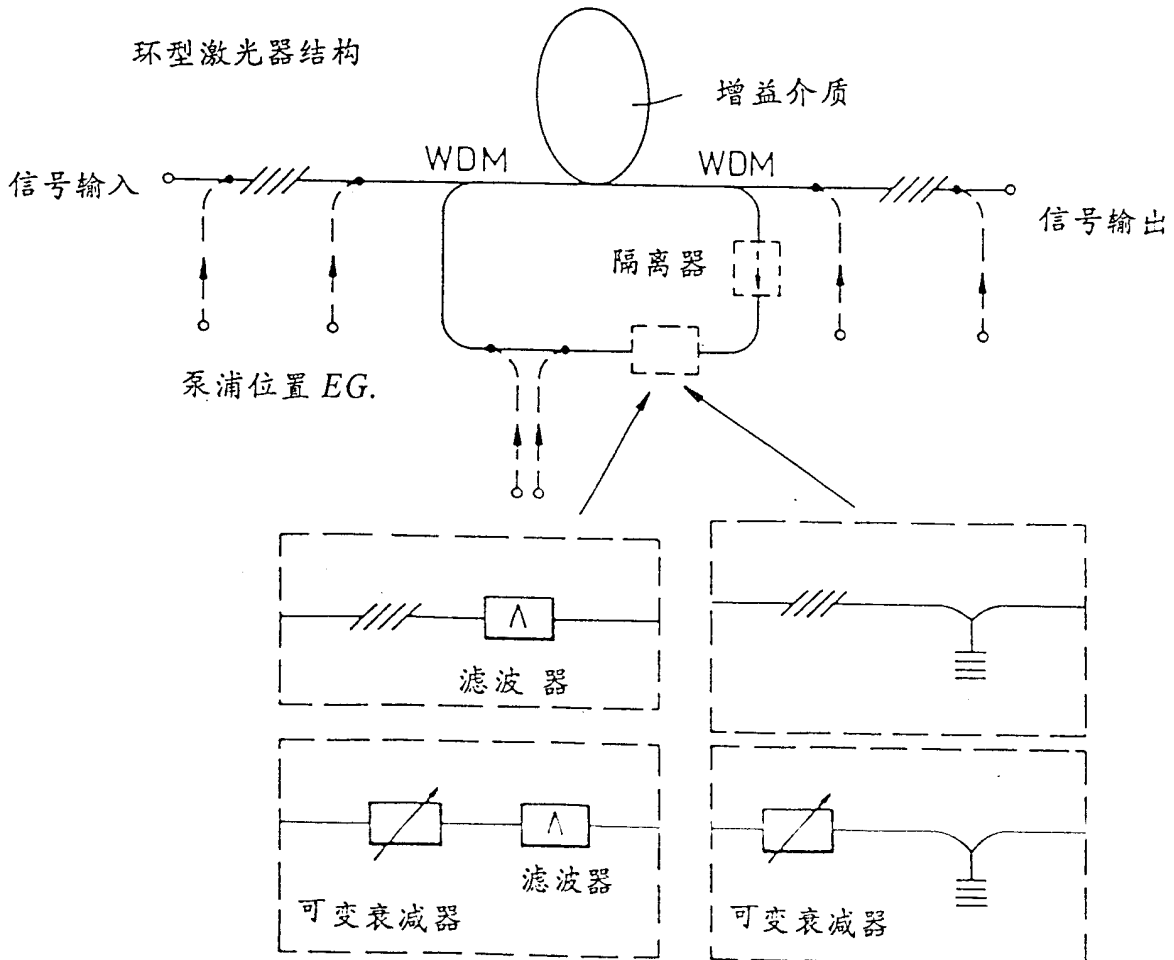 环型激光器结构
增益介质
WDM
WDM
信号输入
信号输出
隔离器
泵浦位置 EG.
滤波 器
滤波器
可变衰减器
可变衰减器